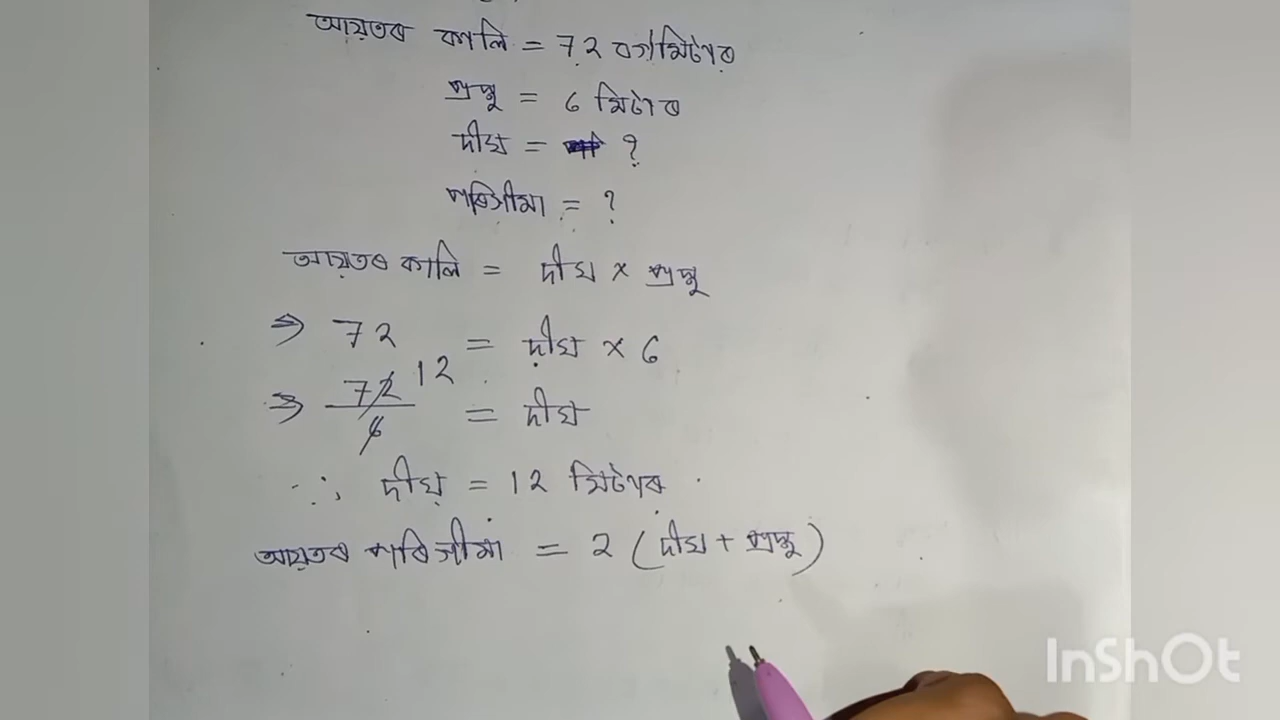 আয়তৰ কালি = 72 বৰ্গমিটাৰ
প্ৰস্থ = 6 মিটাৰ
দীঘ = ?
পৰিসীমা = ?
আয়তৰ কালি = দীঘ × প্ৰস্থ
⇒ 72 = দীঘ × 6
⇒ 72/6 12 = দীঘ
∴ দীঘ = 12 মিটাৰ
আয়তৰ পৰিসীমা = 2 (দীঘ + প্ৰস্থ)
InShOt